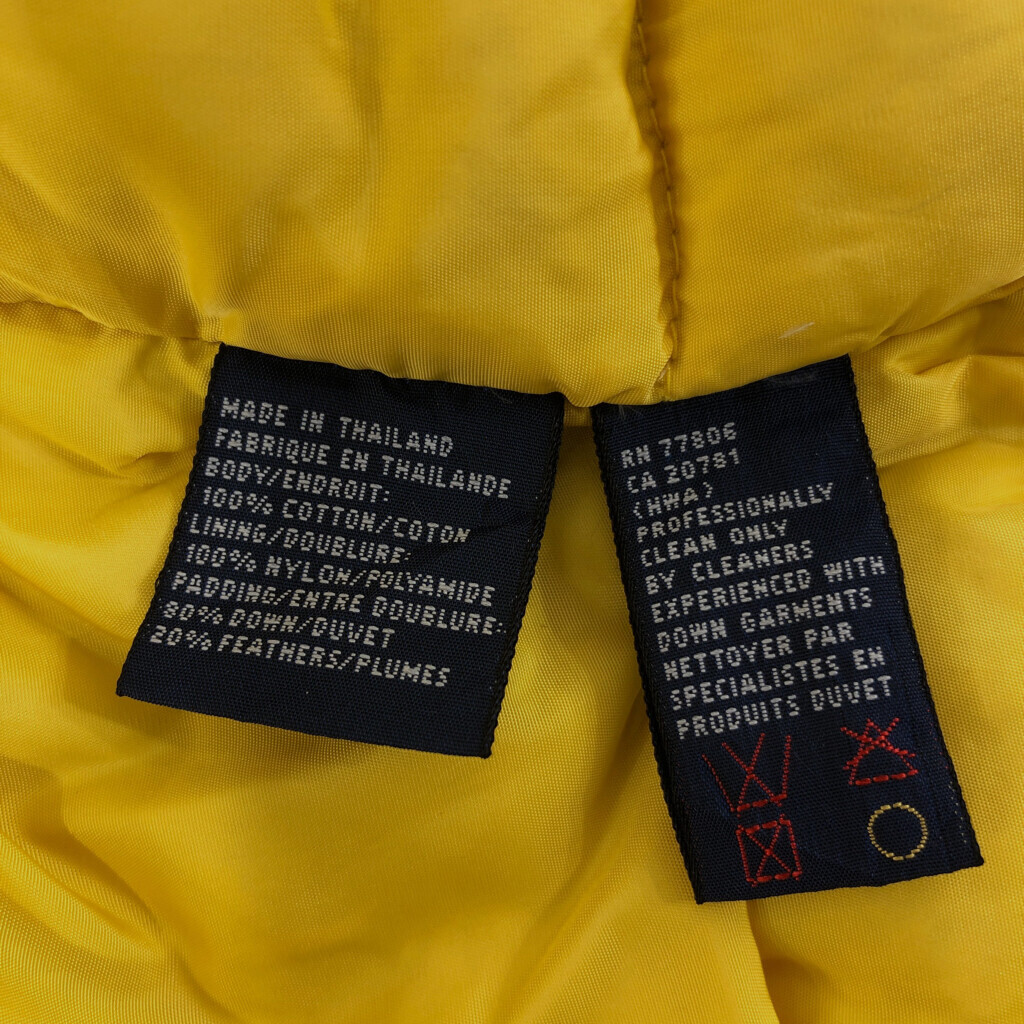 MADE IN THAILAND
FABRIQUE EN THAILANDE
BODY/ENDROIT:
100% COTTON/COTON
LINING/DOUBLURE:
100% NYLON/POLYAMIDE
PADDING/ENTRE DOUBLURE:
80% DOWN/DUVET
20% FEATHERS/PLUMES
RN 77806
CA 20781
(HWA)
PROFESSIONALLY
CLEAN ONLY
BY CLEANERS
EXPERIENCED WITH
DOWN GARMENTS
NETTOYER PAR
SPECIALISTES EN
PRODUITS DUVET